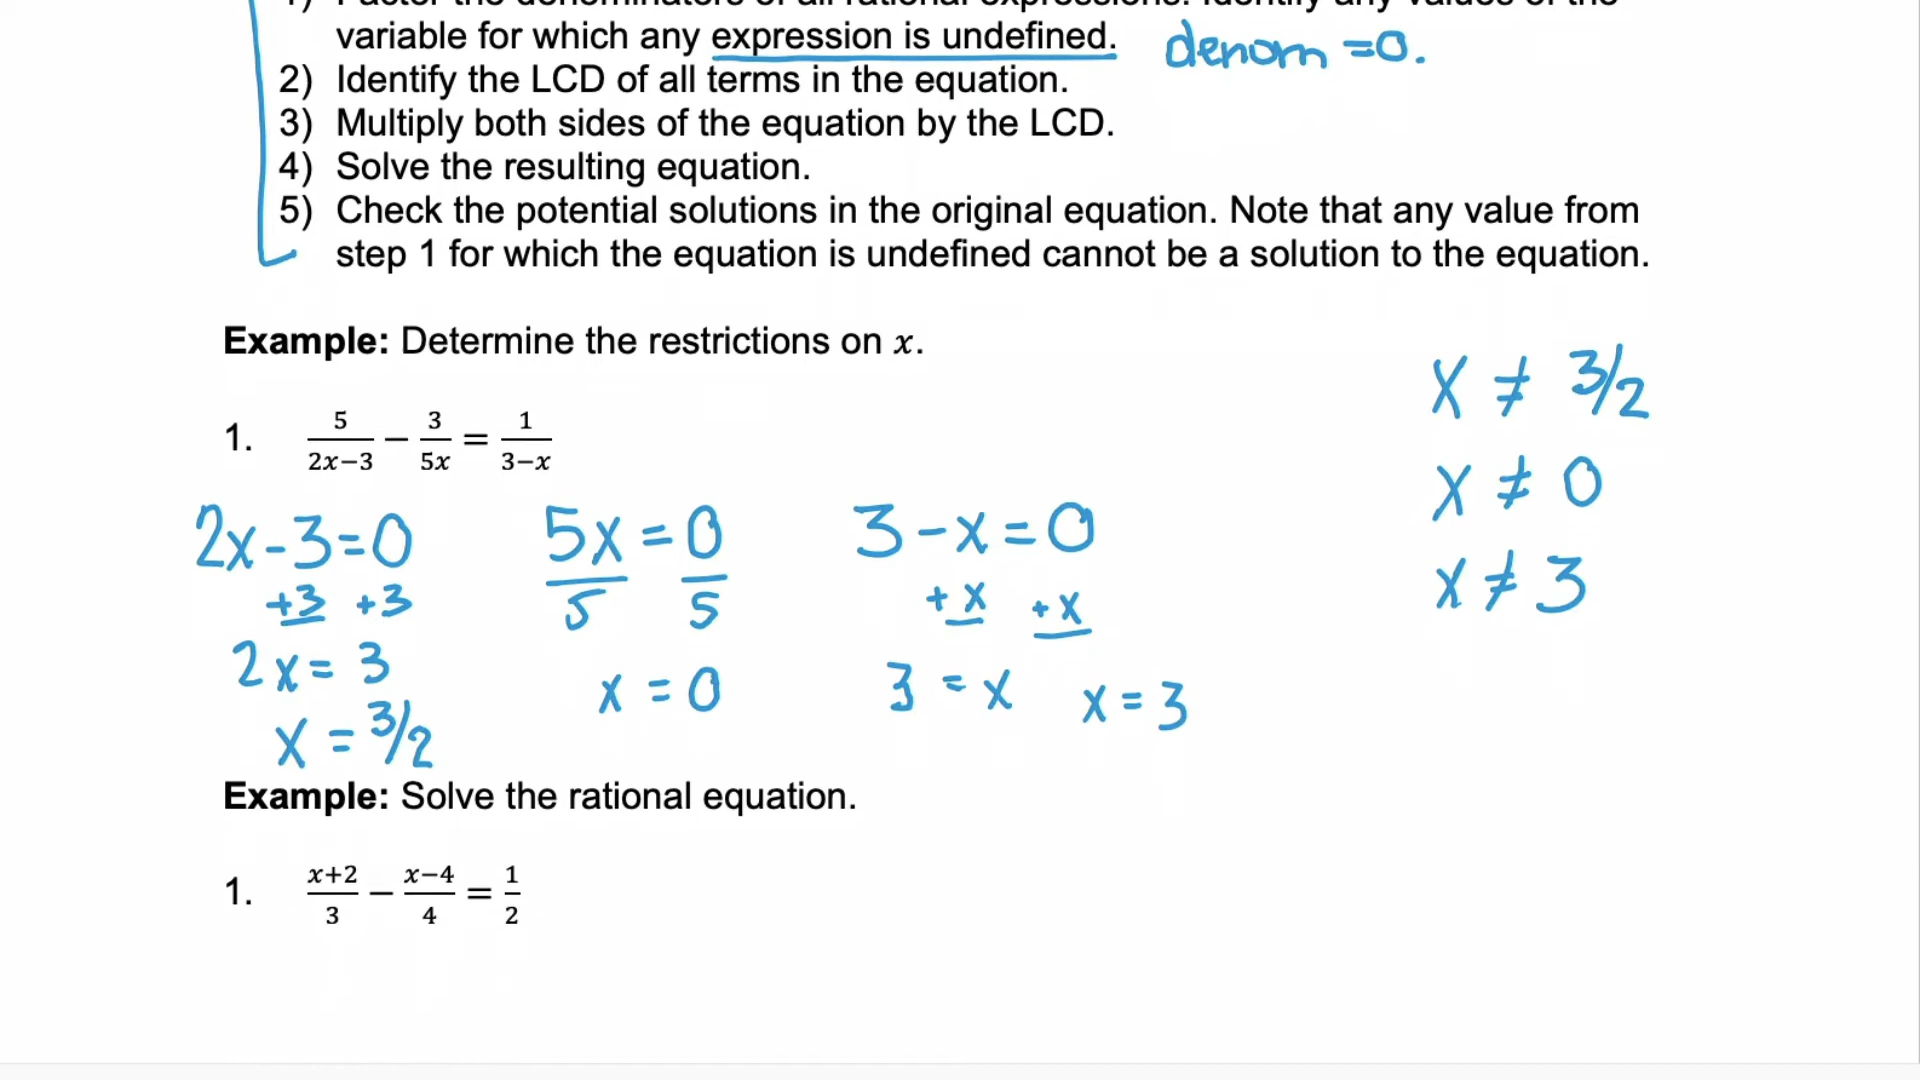 variable for which any expression is undefined. denom =0.
2) Identify the LCD of all terms in the equation.
3) Multiply both sides of the equation by the LCD.
4) Solve the resulting equation.
5) Check the potential solutions in the original equation. Note that any value from
step 1 for which the equation is undefined cannot be a solution to the equation.
Example: Determine the restrictions on x.
1. 5/(2x−3) − 3/(5x) = 1/(3−x)
2x-3=0
+3 +3
2x = 3
x = 3/2
5x = 0
5 5
x = 0
3-x=0
+x +x
3 = x x = 3
x ≠ 3/2
x ≠ 0
x ≠ 3
Example: Solve the rational equation.
1. (x+2)/3 − (x−4)/4 = 1/2